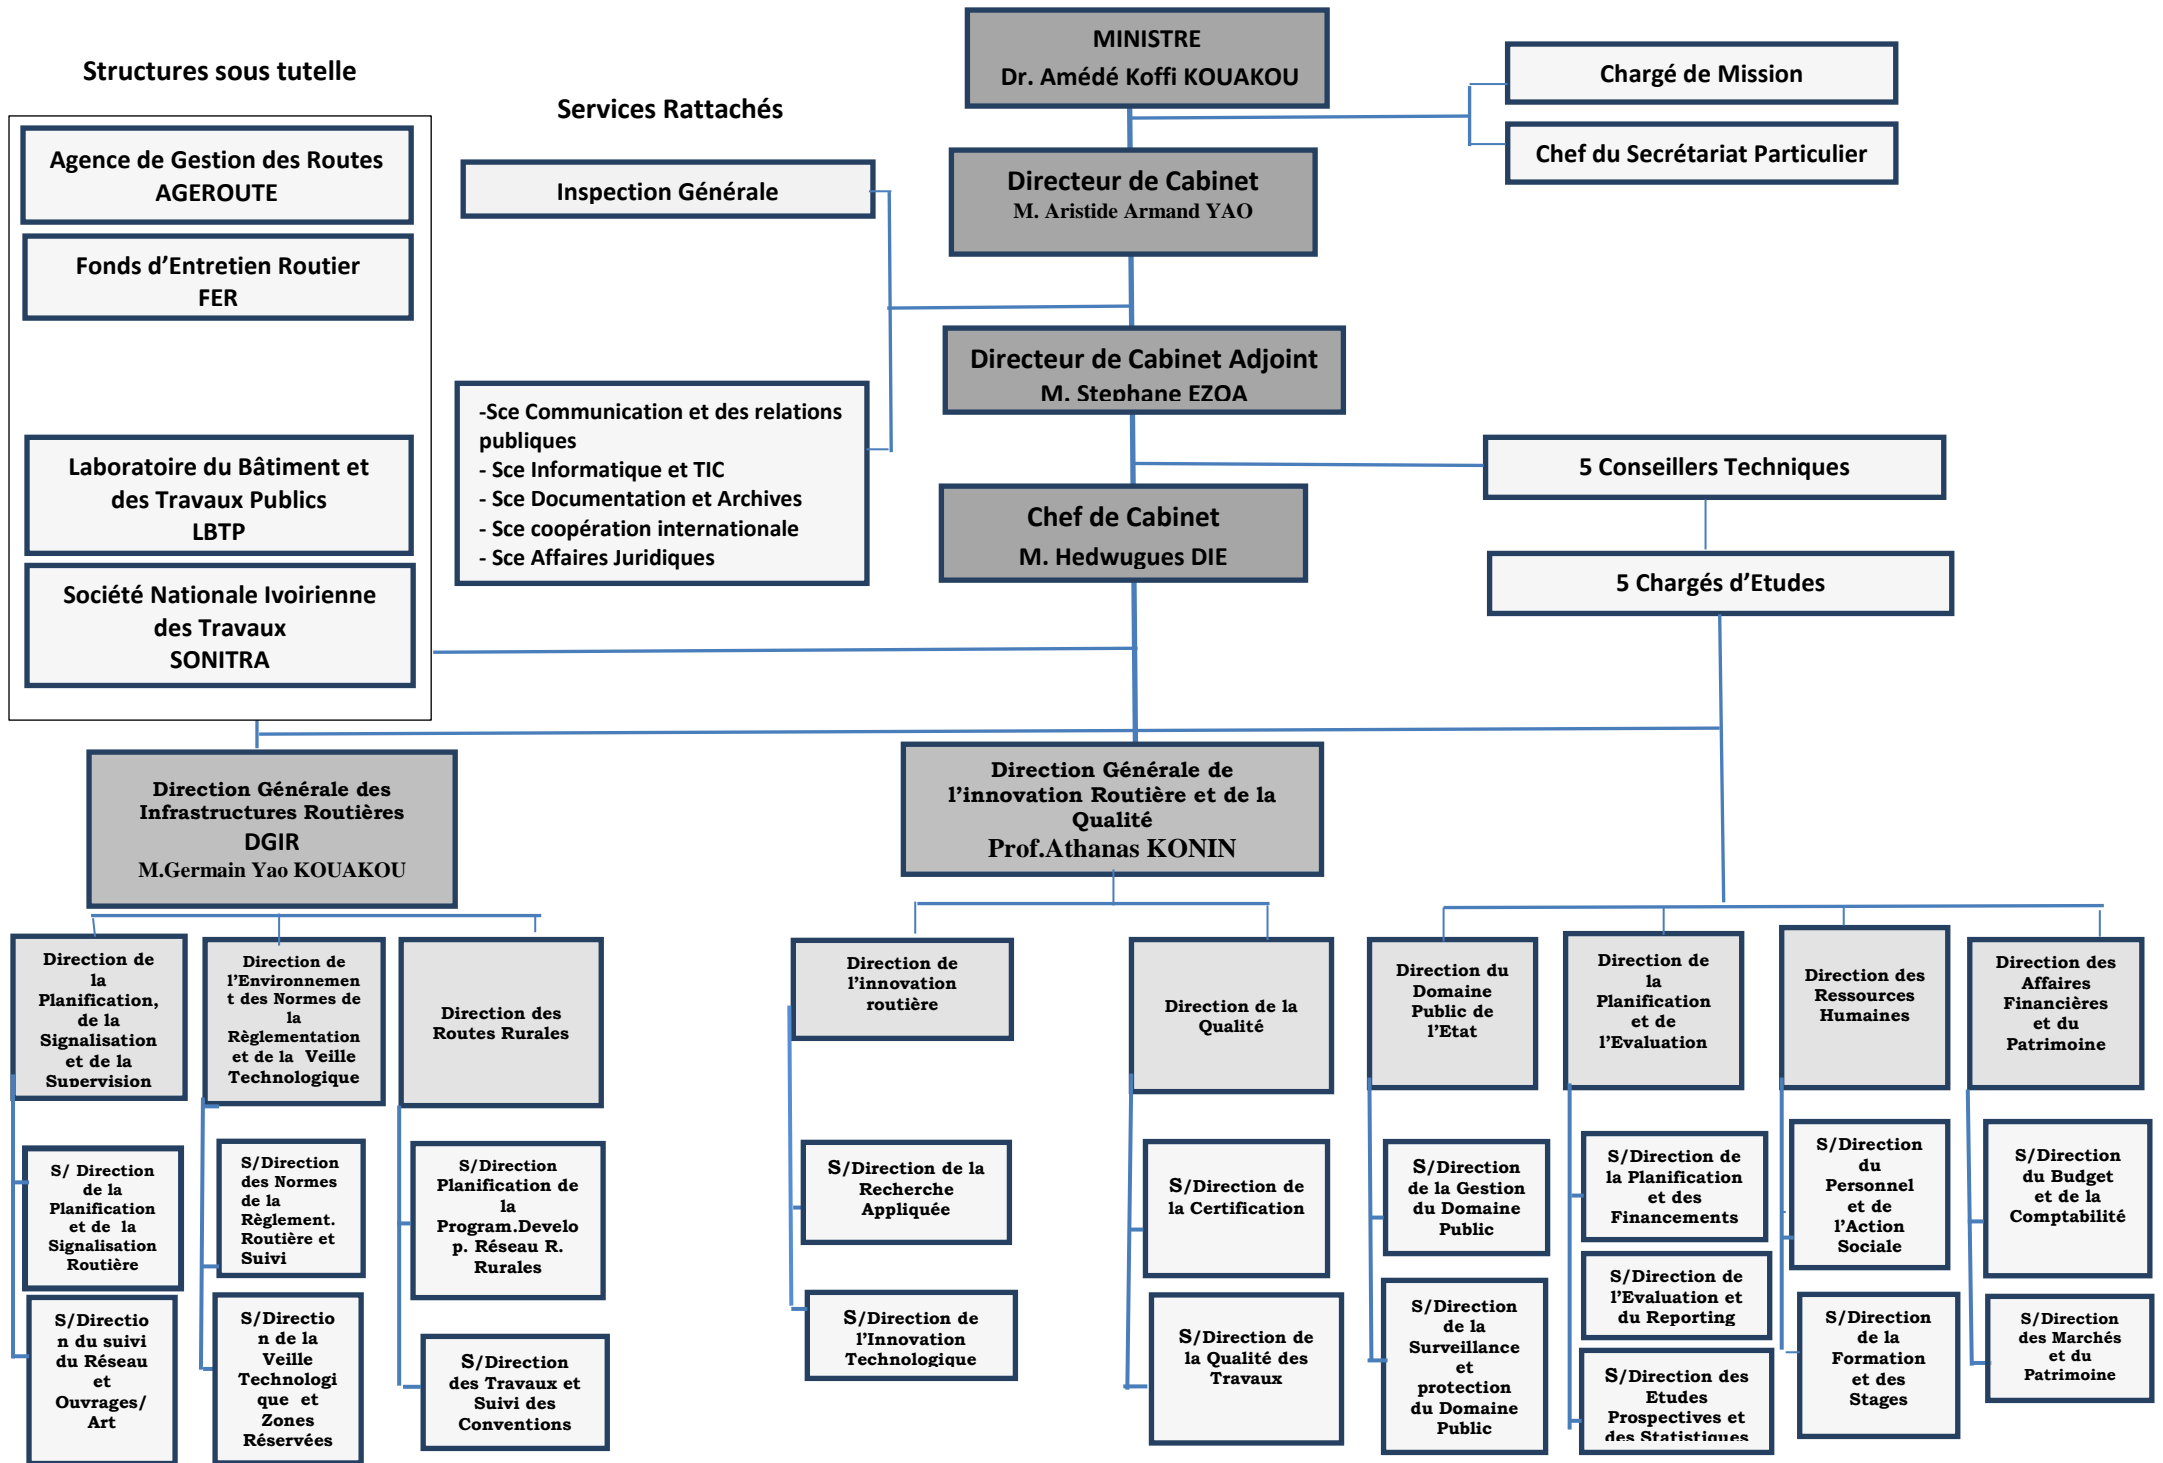 MINISTRE
Dr. Amédé Koffi KOUAKOU
Chargé de Mission
Chef du Secrétariat Particulier
Structures sous tutelle
Services Rattachés
Agence de Gestion des Routes
AGEROUTE
Fonds d’Entretien Routier
FER
Laboratoire du Bâtiment et
des Travaux Publics
LBTP
Société Nationale Ivoirienne
des Travaux
SONITRA
Inspection Générale
-Sce Communication et des relations
publiques
- Sce Informatique et TIC
- Sce Documentation et Archives
- Sce coopération internationale
- Sce Affaires Juridiques
Directeur de Cabinet
M. Aristide Armand YAO
Directeur de Cabinet Adjoint
M. Stephane EZOA
Chef de Cabinet
M. Hedwugues DIE
5 Conseillers Techniques
5 Chargés d’Etudes
Direction Générale des
Infrastructures Routières
DGIR
M.Germain Yao KOUAKOU
Direction Générale de
l’innovation Routière et de la
Qualité
Prof.Athanas KONIN
Direction de
la
Planification,
de la
Signalisation
et de la
Supervision
Direction de
l’Environnemen
t des Normes de
la
Règlementation
et de la Veille
Technologique
Direction des
Routes Rurales
Direction de
l’innovation
routière
Direction de la
Qualité
Direction du
Domaine
Public de
l’Etat
Direction de
la
Planification
et de
l’Evaluation
Direction des
Ressources
Humaines
Direction des
Affaires
Financières
et du
Patrimoine
S/ Direction
de la
Planification
et de la
Signalisation
Routière
S/Direction
des Normes
de la
Règlement.
Routière et
Suivi
S/Direction
Planification de
la
Program.Develo
p. Réseau R.
Rurales
S/Direction de la
Recherche
Appliquée
S/Direction de
la Certification
S/Direction
de la Gestion
du Domaine
Public
S/Direction de
la Planification
et des
Financements
S/Direction
du
Personnel
et de
l’Action
Sociale
S/Direction
du Budget
et de la
Comptabilité
S/Directio
n du suivi
du Réseau
et
Ouvrages/
Art
S/Directio
n de la
Veille
Technologi
que et
Zones
Réservées
S/Direction
des Travaux et
Suivi des
Conventions
S/Direction de
l’Innovation
Technologique
S/Direction de
la Qualité des
Travaux
S/Direction
de la
Surveillance
et
protection
du Domaine
Public
S/Direction de
l’Evaluation et
du Reporting
S/Direction des
Etudes
Prospectives et
des Statistiques
S/Direction
de la
Formation
et des
Stages
S/Direction
des Marchés
et du
Patrimoine